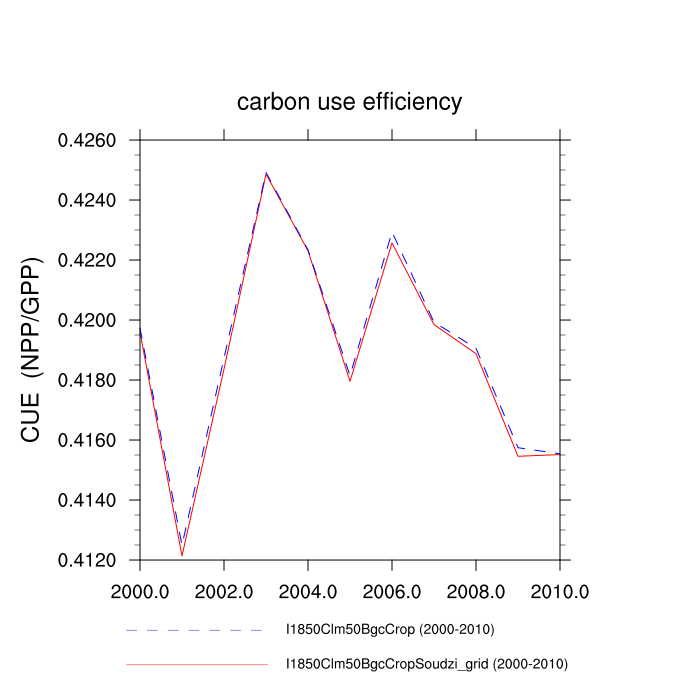 carbon use efficiency
0.4260
0.4240
0.4220
0.4200
0.4180
0.4160
0.4140
0.4120
CUE (NPP/GPP)
2000.0 2002.0 2004.0 2006.0 2008.0 2010.0
I1850Clm50BgcCrop (2000-2010)
I1850Clm50BgcCropSoudzi_grid (2000-2010)